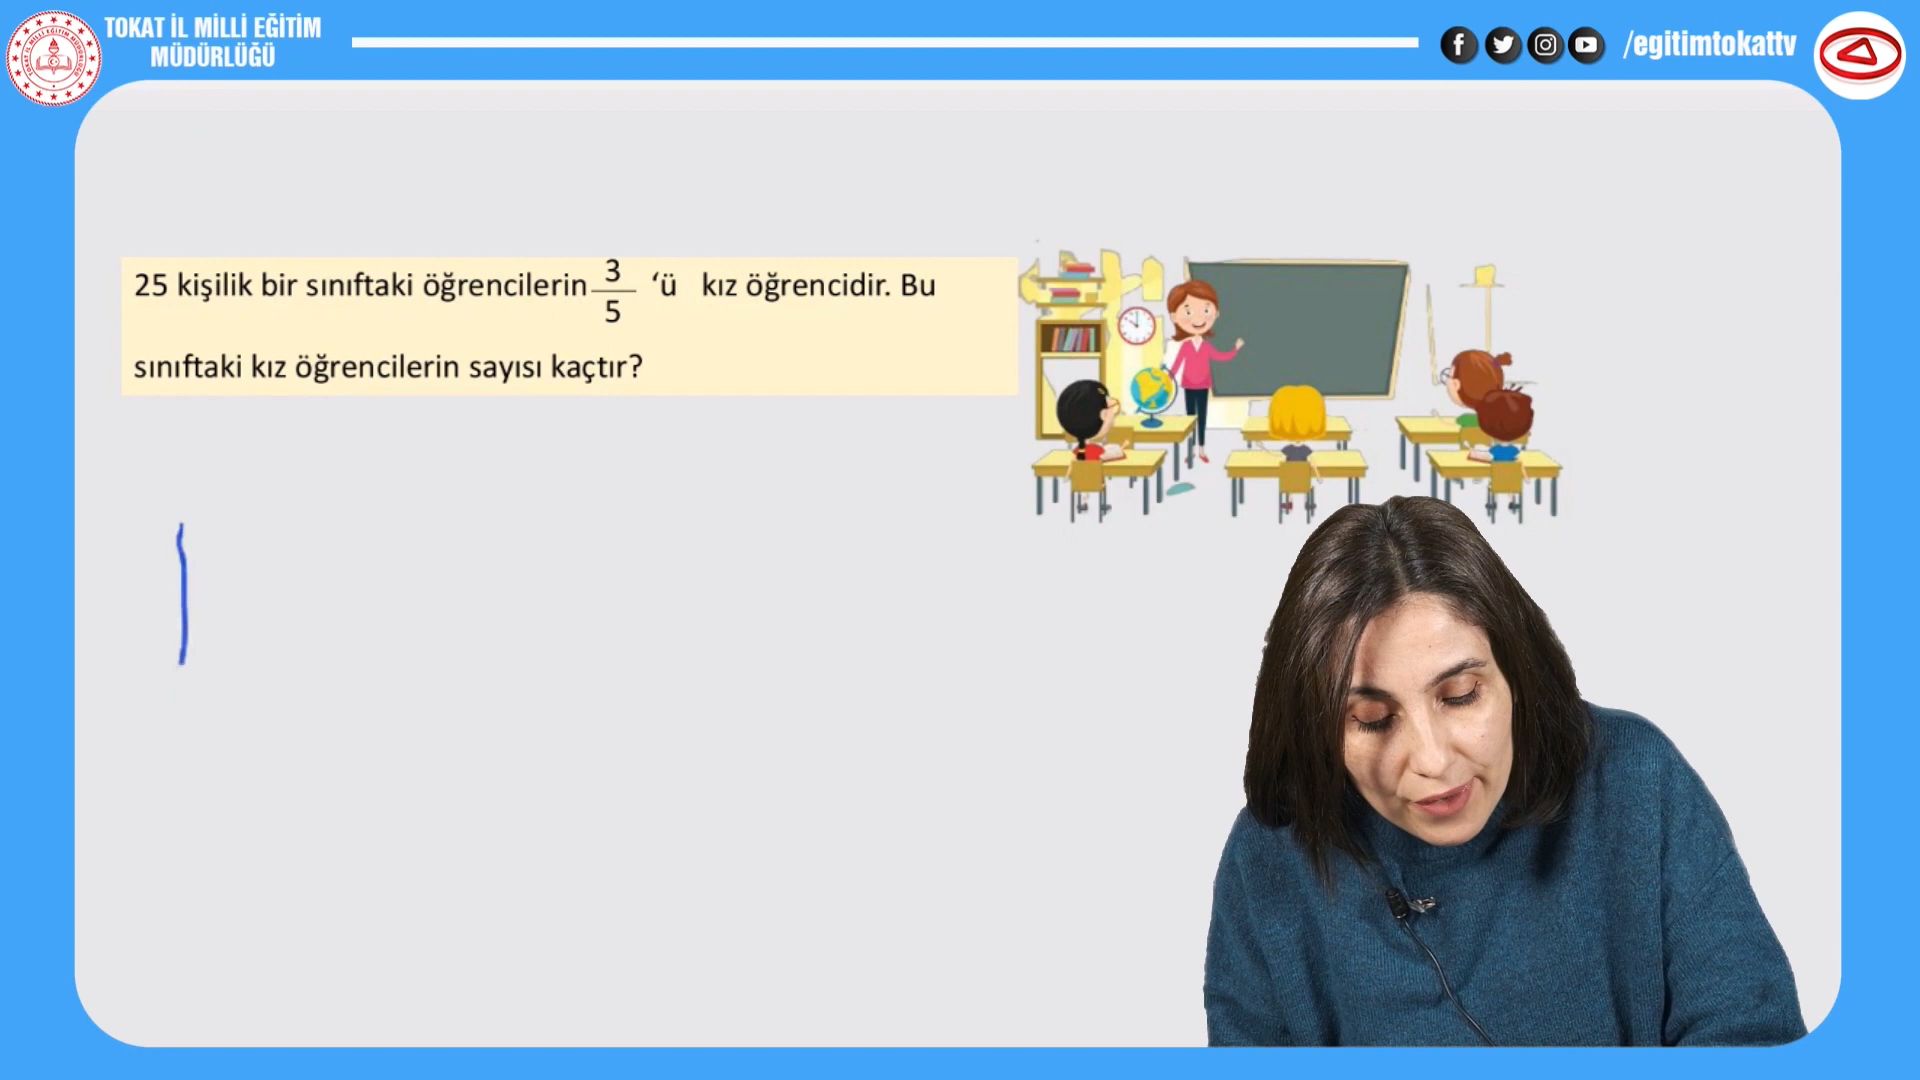 TOKAT İL MİLLİ EĞİTİM
MÜDÜRLÜĞÜ
/egitimtokattv
25 kişilik bir sınıftaki öğrencilerin 3/5 ‘ü kız öğrencidir. Bu
sınıftaki kız öğrencilerin sayısı kaçtır?